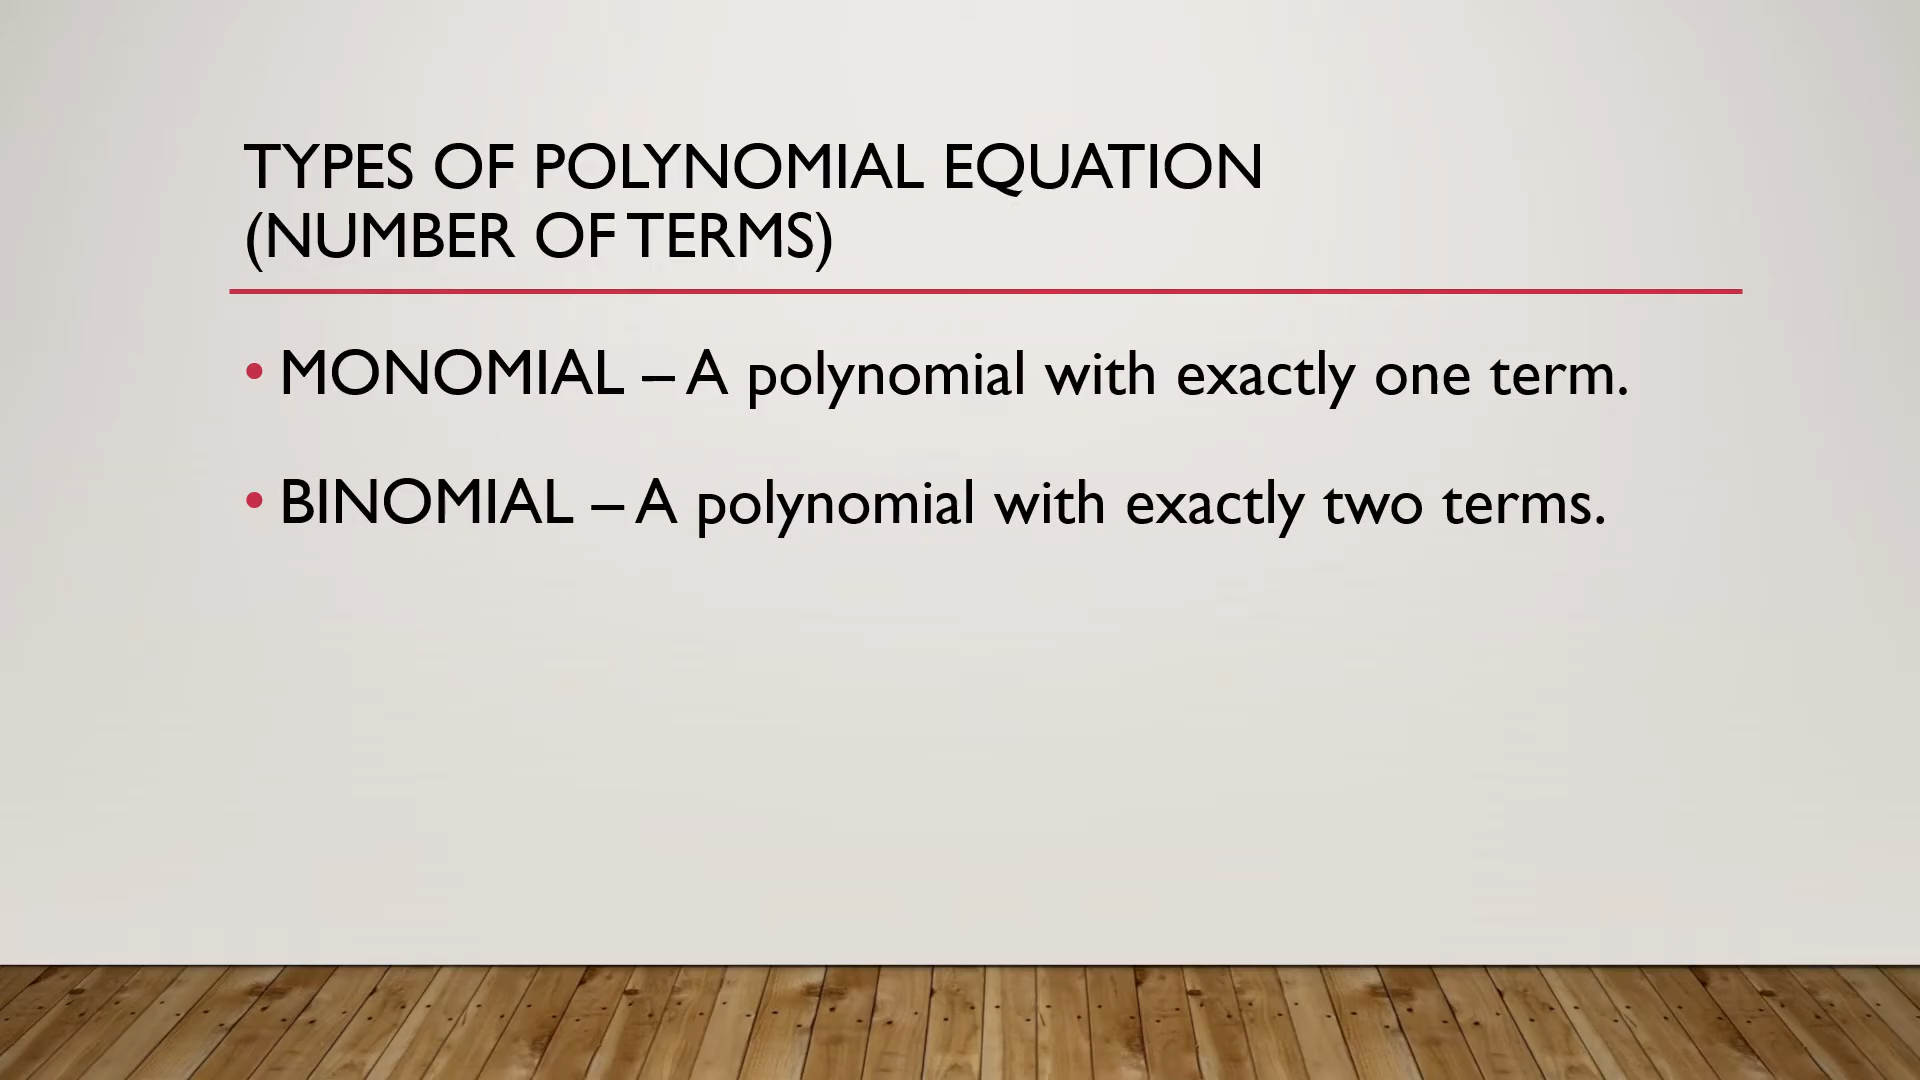 TYPES OF POLYNOMIAL EQUATION
(NUMBER OF TERMS)
• MONOMIAL – A polynomial with exactly one term.
• BINOMIAL – A polynomial with exactly two terms.